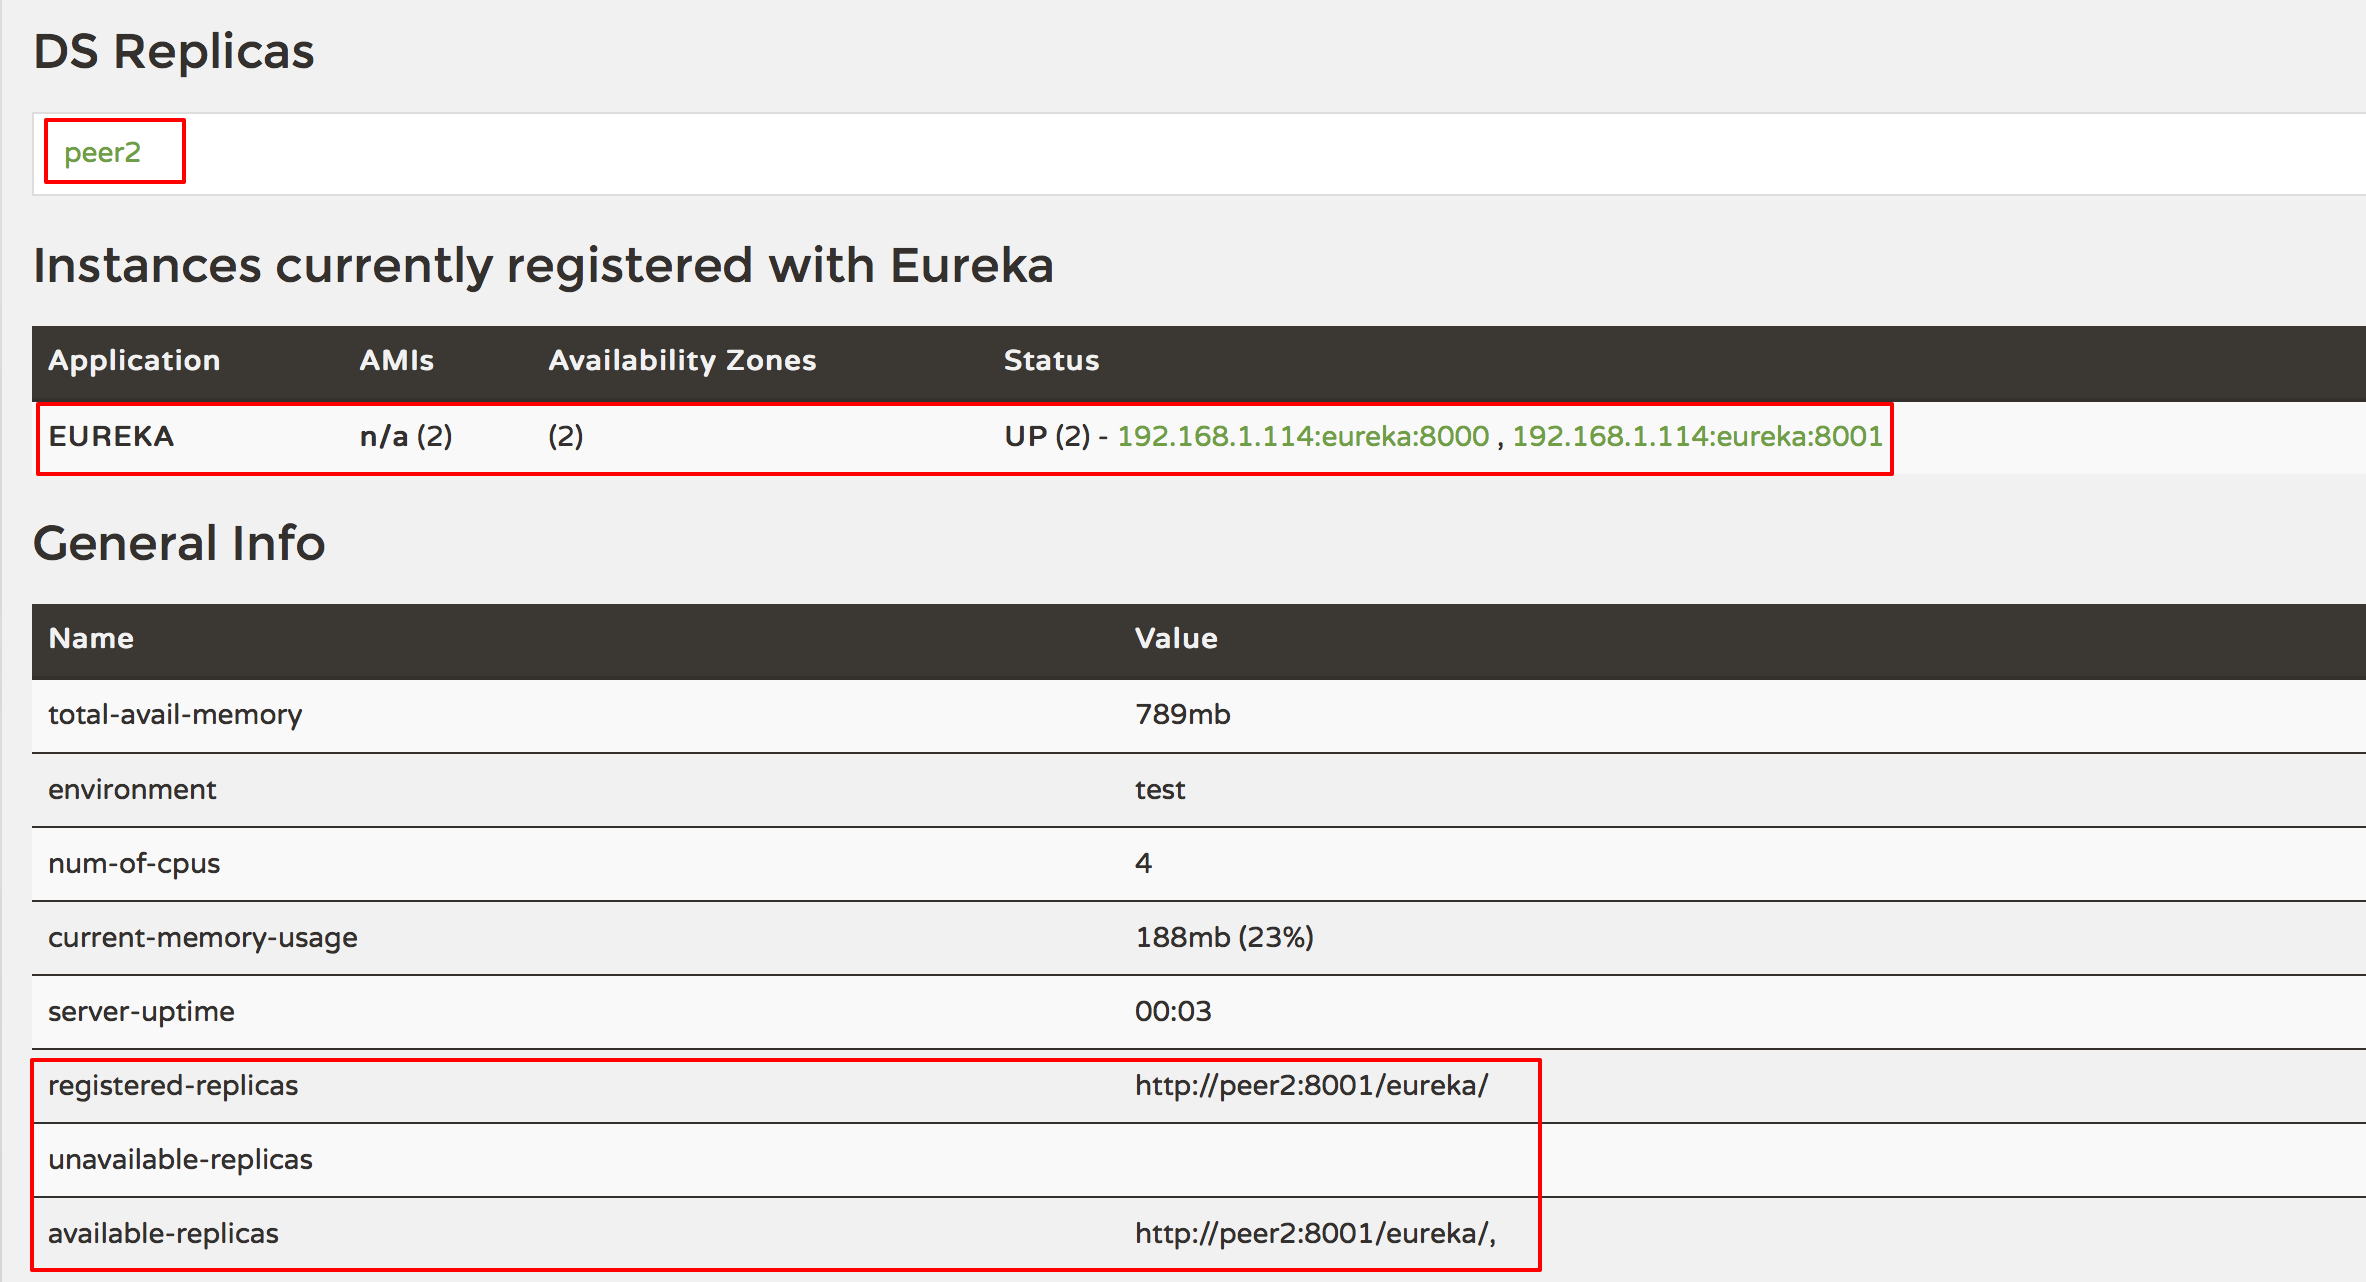 DS Replicas
peer2
Instances currently registered with Eureka
Application AMIs Availability Zones Status
EUREKA n/a (2) (2) UP (2) - 192.168.1.114:eureka:8000 , 192.168.1.114:eureka:8001
General Info
Name Value
total-avail-memory 789mb
environment test
num-of-cpus 4
current-memory-usage 188mb (23%)
server-uptime 00:03
registered-replicas http://peer2:8001/eureka/
unavailable-replicas
available-replicas http://peer2:8001/eureka/,